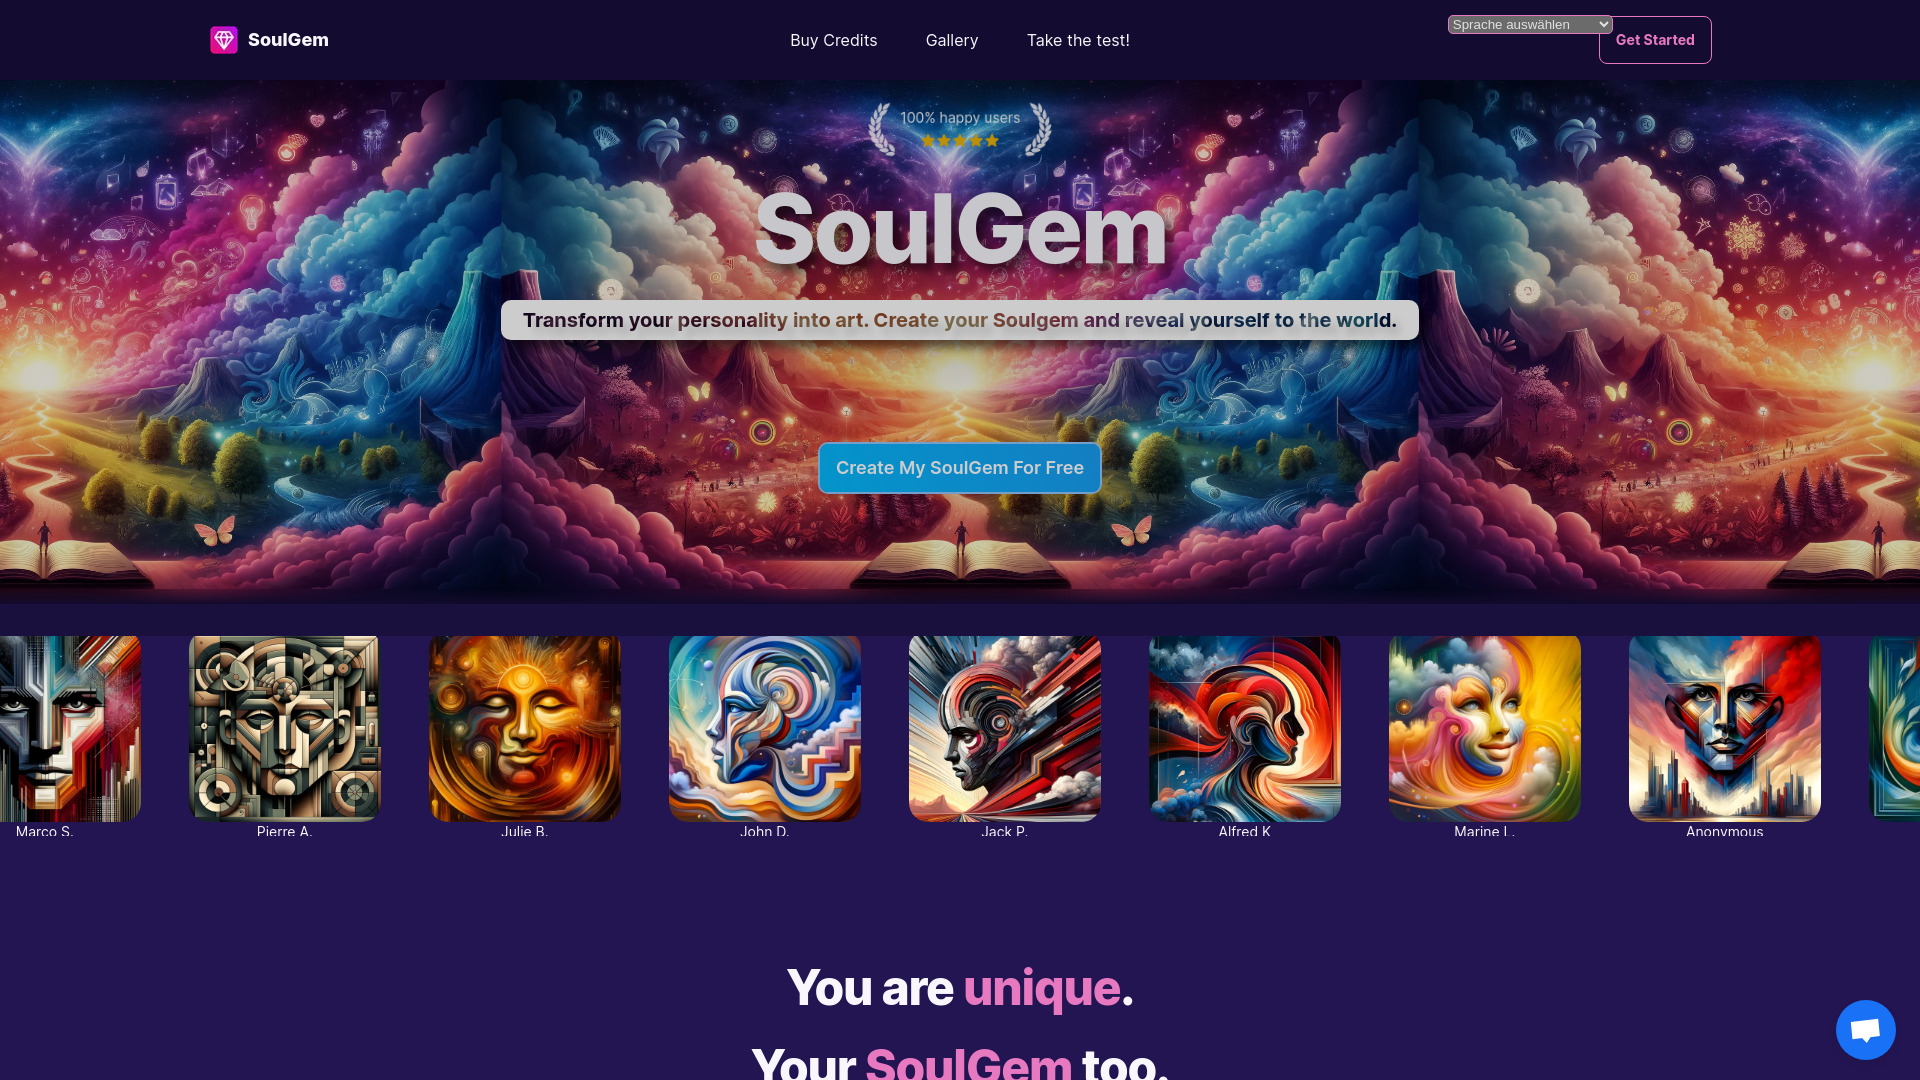 SoulGem
Buy Credits
Gallery
Take the test!
Sprache auswählen
Get Started
100% happy users
SoulGem
Transform your personality into art. Create your Soulgem and reveal yourself to the world.
Create My SoulGem For Free
Marco S.
Pierre A.
Julie B.
John D.
Jack P.
Alfred K
Marine L.
Anonymous
You are unique.
Your SoulGem too.